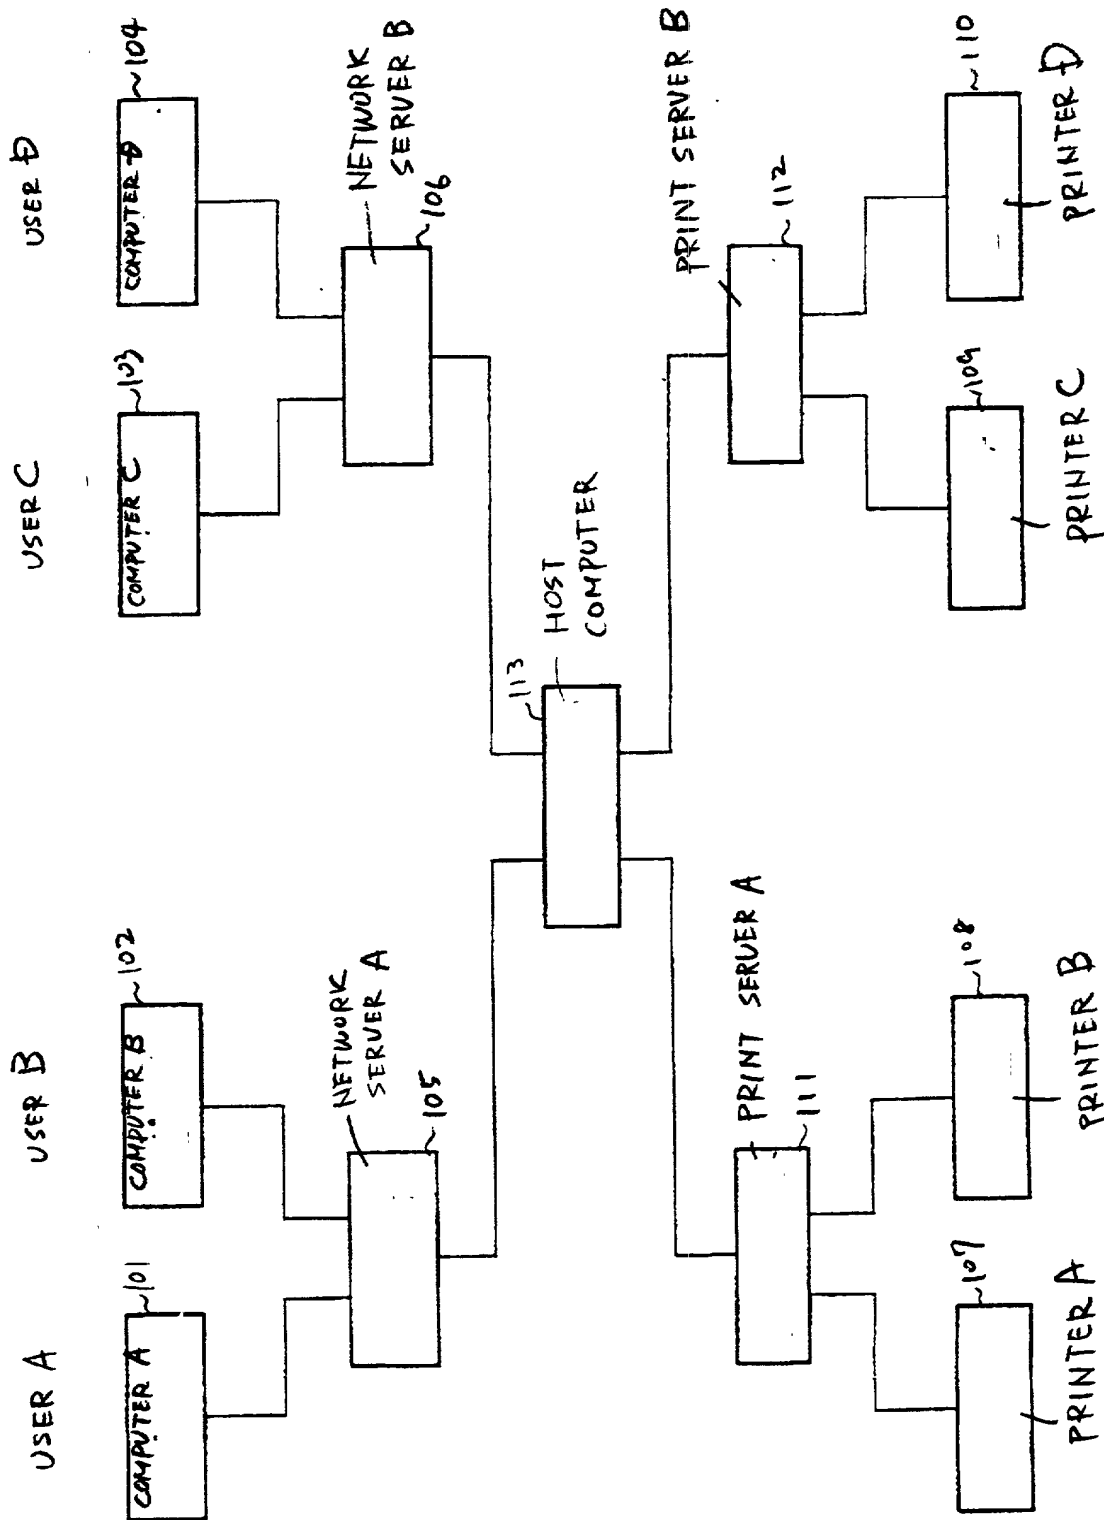 USER A
USER B
USER C
USER D
101
COMPUTER A
102
COMPUTER B
103
COMPUTER C
104
COMPUTER D
NETWORK
SERVER A
105
NETWORK
SERVER B
106
113
HOST
COMPUTER
PRINT SERVER A
111
PRINT SERVER B
112
107
108
109
110
PRINTER A
PRINTER B
PRINTER C
PRINTER D